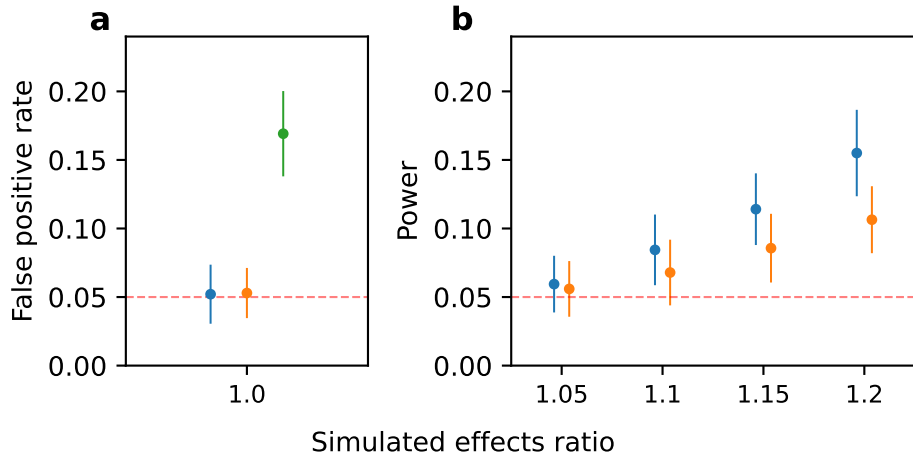 a
b
False positive rate
0.20
0.15
0.10
0.05
0.00
1.0
Power
0.20
0.15
0.10
0.05
0.00
1.05 1.1 1.15 1.2
Simulated effects ratio